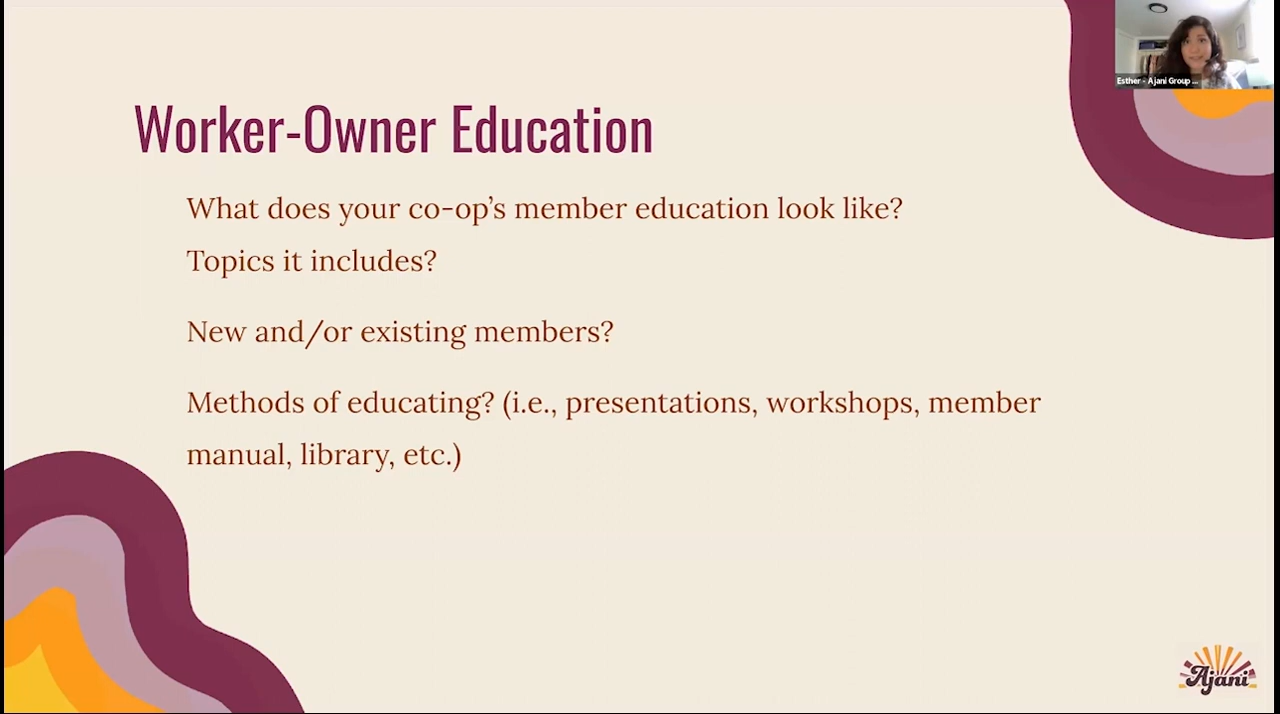 Esther - Ajani Group ...
Worker-Owner Education
What does your co-op’s member education look like?
Topics it includes?
New and/or existing members?
Methods of educating? (i.e., presentations, workshops, member
manual, library, etc.)
Ajani